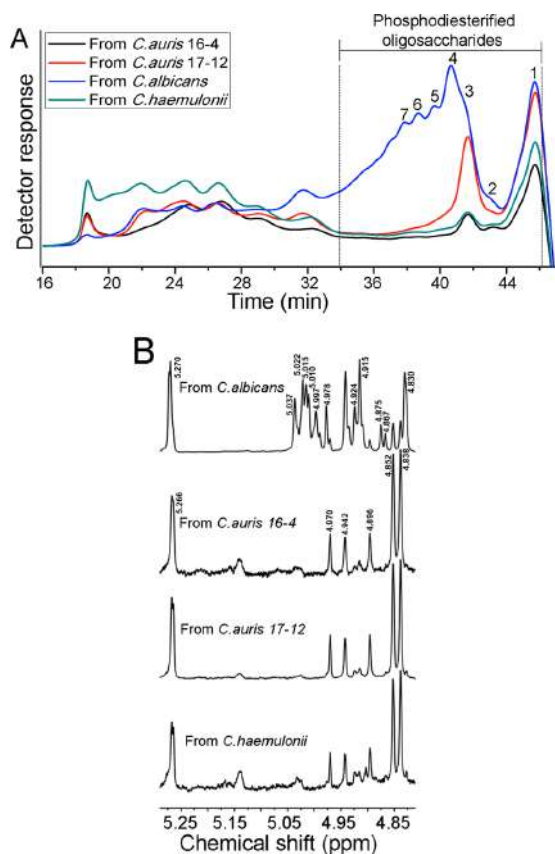 A
Phosphodiesterified
oligosaccharides
From C.auris 16-4
From C.auris 17-12
From C.albicans
From C.haemulonii
Detector response
7 6 5 4 3 2 1
16 20 24 28 32 36 40 44
Time (min)
B
5.270
5.037
5.022
5.015
5.010
4.997
4.978
4.924
4.915
4.875
4.867
4.830
From C.albicans
5.266
4.970
4.942
4.896
4.852
4.838
From C.auris 16-4
From C.auris 17-12
From C.haemulonii
5.25 5.15 5.05 4.95 4.85
Chemical shift (ppm)